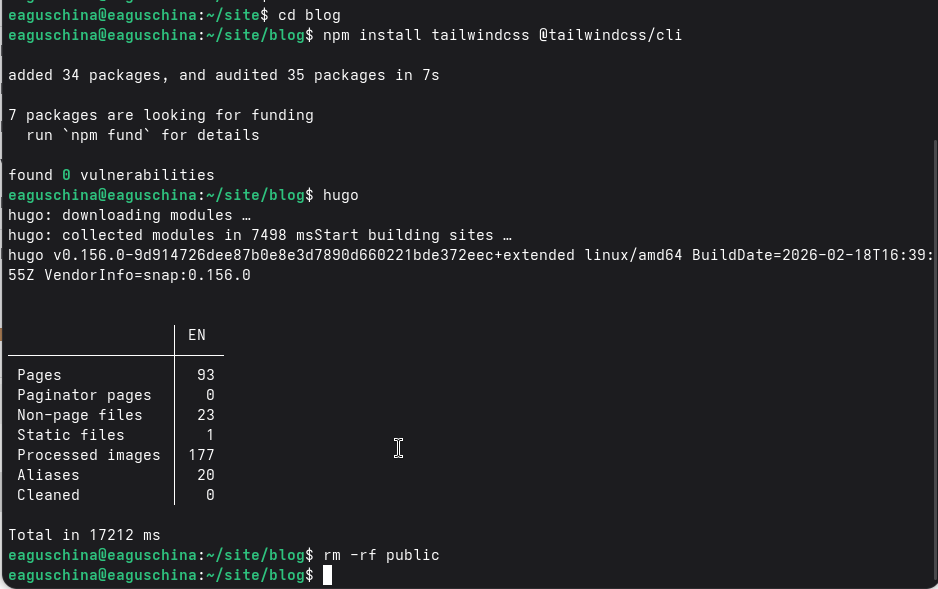 eaguschina@eaguschina:~/site$ cd blog
eaguschina@eaguschina:~/site/blog$ npm install tailwindcss @tailwindcss/cli
added 34 packages, and audited 35 packages in 7s
7 packages are looking for funding
  run `npm fund` for details
found 0 vulnerabilities
eaguschina@eaguschina:~/site/blog$ hugo
hugo: downloading modules …
hugo: collected modules in 7498 msStart building sites …
hugo v0.156.0-9d914726dee87b0e8e3d7890d660221bde372eec+extended linux/amd64 BuildDate=2026-02-18T16:39:
55Z VendorInfo=snap:0.156.0
EN
Pages 93
Paginator pages 0
Non-page files 23
Static files 1
Processed images 177
Aliases 20
Cleaned 0
Total in 17212 ms
eaguschina@eaguschina:~/site/blog$ rm -rf public
eaguschina@eaguschina:~/site/blog$